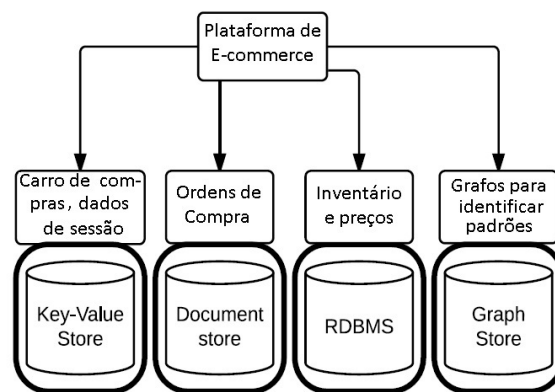 Plataforma de
E-commerce
Carro de com-
pras, dados
de sessão
Ordens de
Compra
Inventário
e preços
Grafos para
identificar
padrões
Key-Value
Store
Document
store
RDBMS
Graph
Store